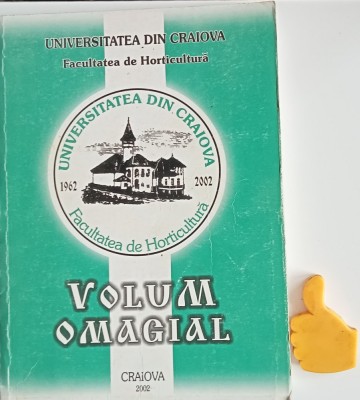 UNIVERSITATEA DIN CRAIOVA
Facultatea de Horticultură
UNIVERSITATEA DIN CRAIOVA
1962
2002
Facultatea de Horticultură
VOLUM
OMAGIAL
CRAIOVA
2002